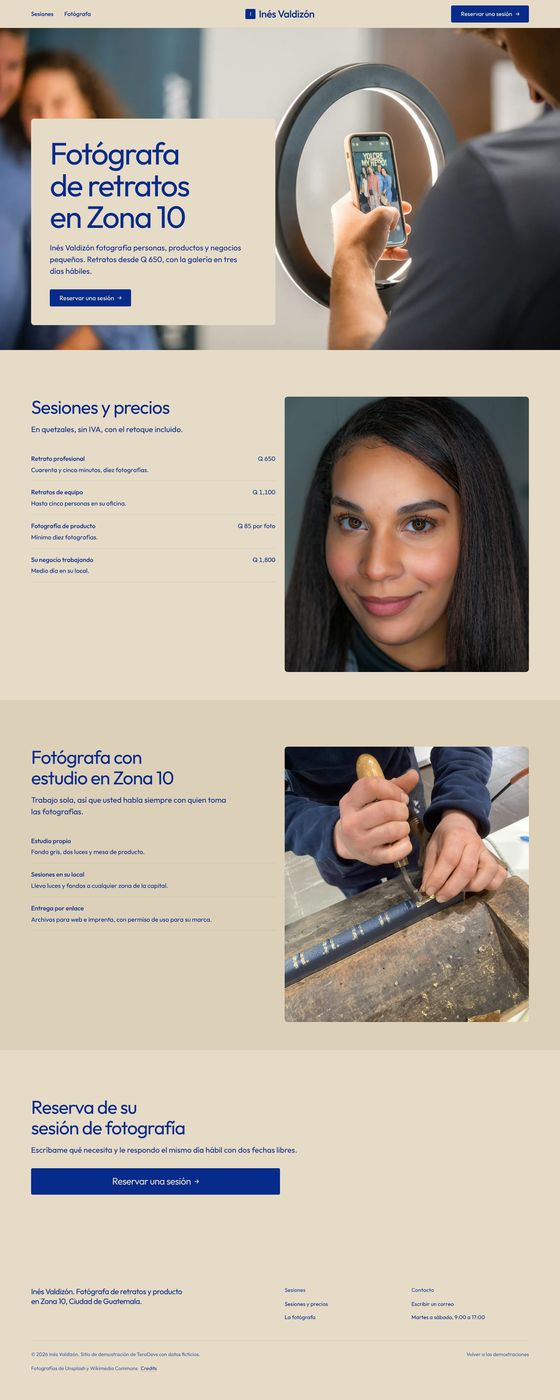 Sesiones
Fotógrafa
Inés Valdizón
Reservar una sesión →
Fotógrafa
de retratos
en Zona 10
Inés Valdizón fotografía personas, productos y negocios
pequeños. Retratos desde Q 650, con la galería en tres
días hábiles.
Reservar una sesión →
YOU'RE
MY HERO!
Sesiones y precios
En quetzales, sin IVA, con el retoque incluido.
Retrato profesional Q 650
Cuarenta y cinco minutos, diez fotografías.
Retratos de equipo Q 1,100
Hasta cinco personas en su oficina.
Fotografía de producto Q 85 por foto
Mínimo diez fotografías.
Su negocio trabajando Q 1,800
Medio día en su local.
Fotógrafa con
estudio en Zona 10
Trabajo sola, así que usted habla siempre con quien toma
las fotografías.
Estudio propio
Fondo gris, dos luces y mesa de producto.
Sesiones en su local
Llevo luces y fondos a cualquier zona de la capital.
Entrega por enlace
Archivos para web e imprenta, con permiso de uso para su marca.
Reserva de su
sesión de fotografía
Escríbame qué necesita y le respondo el mismo día hábil con dos fechas libres.
Reservar una sesión →
Inés Valdizón. Fotógrafa de retratos y producto
en Zona 10, Ciudad de Guatemala.
Sesiones
Sesiones y precios
La fotógrafa
Contacto
Escribir un correo
Martes a sábado, 9:00 a 17:00
© 2026 Inés Valdizón. Sitio de demostración de TeroDevs con datos ficticios.
Volver a las demostraciones
Fotografías de Unsplash y Wikimedia Commons Credits